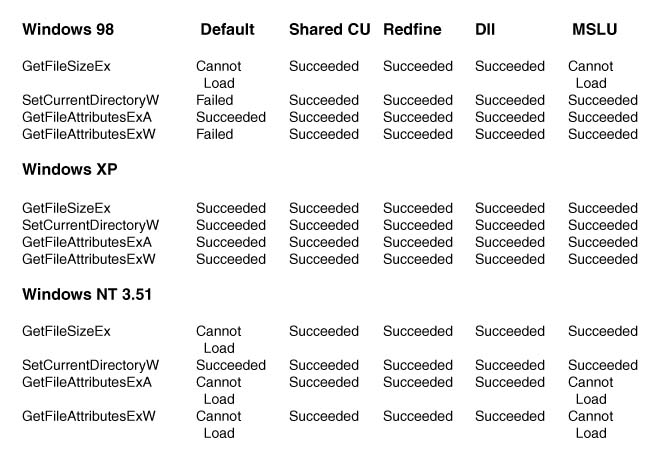 Windows 98 Default Shared CU Redfine Dll MSLU
GetFileSizeEx Cannot Succeeded Succeeded Succeeded Cannot
Load Load
SetCurrentDirectoryW Failed Succeeded Succeeded Succeeded Succeeded
GetFileAttributesExA Succeeded Succeeded Succeeded Succeeded Succeeded
GetFileAttributesExW Failed Succeeded Succeeded Succeeded Succeeded
Windows XP
GetFileSizeEx Succeeded Succeeded Succeeded Succeeded Succeeded
SetCurrentDirectoryW Succeeded Succeeded Succeeded Succeeded Succeeded
GetFileAttributesExA Succeeded Succeeded Succeeded Succeeded Succeeded
GetFileAttributesExW Succeeded Succeeded Succeeded Succeeded Succeeded
Windows NT 3.51
GetFileSizeEx Cannot Succeeded Succeeded Succeeded Succeeded
Load
SetCurrentDirectoryW Succeeded Succeeded Succeeded Succeeded Succeeded
GetFileAttributesExA Cannot Succeeded Succeeded Succeeded Cannot
Load Load
GetFileAttributesExW Cannot Succeeded Succeeded Succeeded Cannot
Load Load